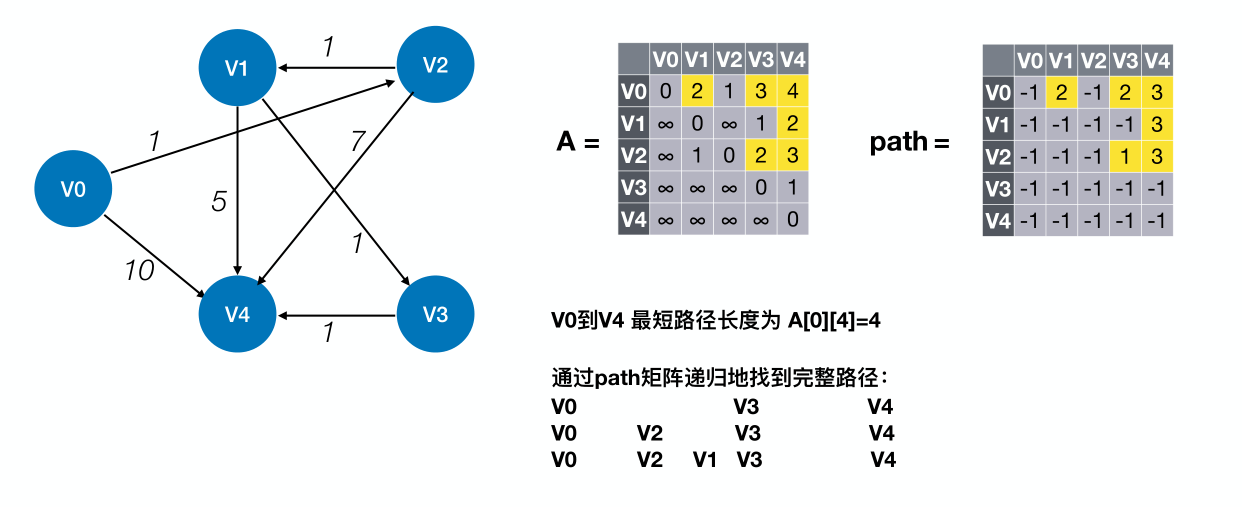 V1
V2
V0
V4
V3
1
1
7
5
1
10
1
A =
V0 V1 V2 V3 V4
V0 0 2 1 3 4
V1 ∞ 0 ∞ 1 2
V2 ∞ 1 0 2 3
V3 ∞ ∞ ∞ 0 1
V4 ∞ ∞ ∞ ∞ 0
path =
V0 V1 V2 V3 V4
V0 -1 2 -1 2 3
V1 -1 -1 -1 -1 3
V2 -1 -1 -1 1 3
V3 -1 -1 -1 -1 -1
V4 -1 -1 -1 -1 -1
V0到V4 最短路径长度为 A[0][4]=4
通过path矩阵递归地找到完整路径：
V0 V3 V4
V0 V2 V3 V4
V0 V2 V1 V3 V4